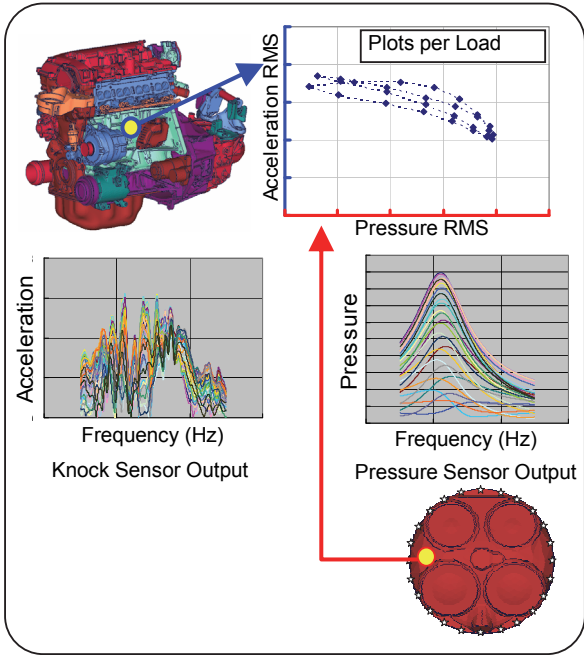 Plots per Load
Acceleration RMS
Pressure RMS
Acceleration
Frequency (Hz)
Knock Sensor Output
Pressure
Frequency (Hz)
Pressure Sensor Output